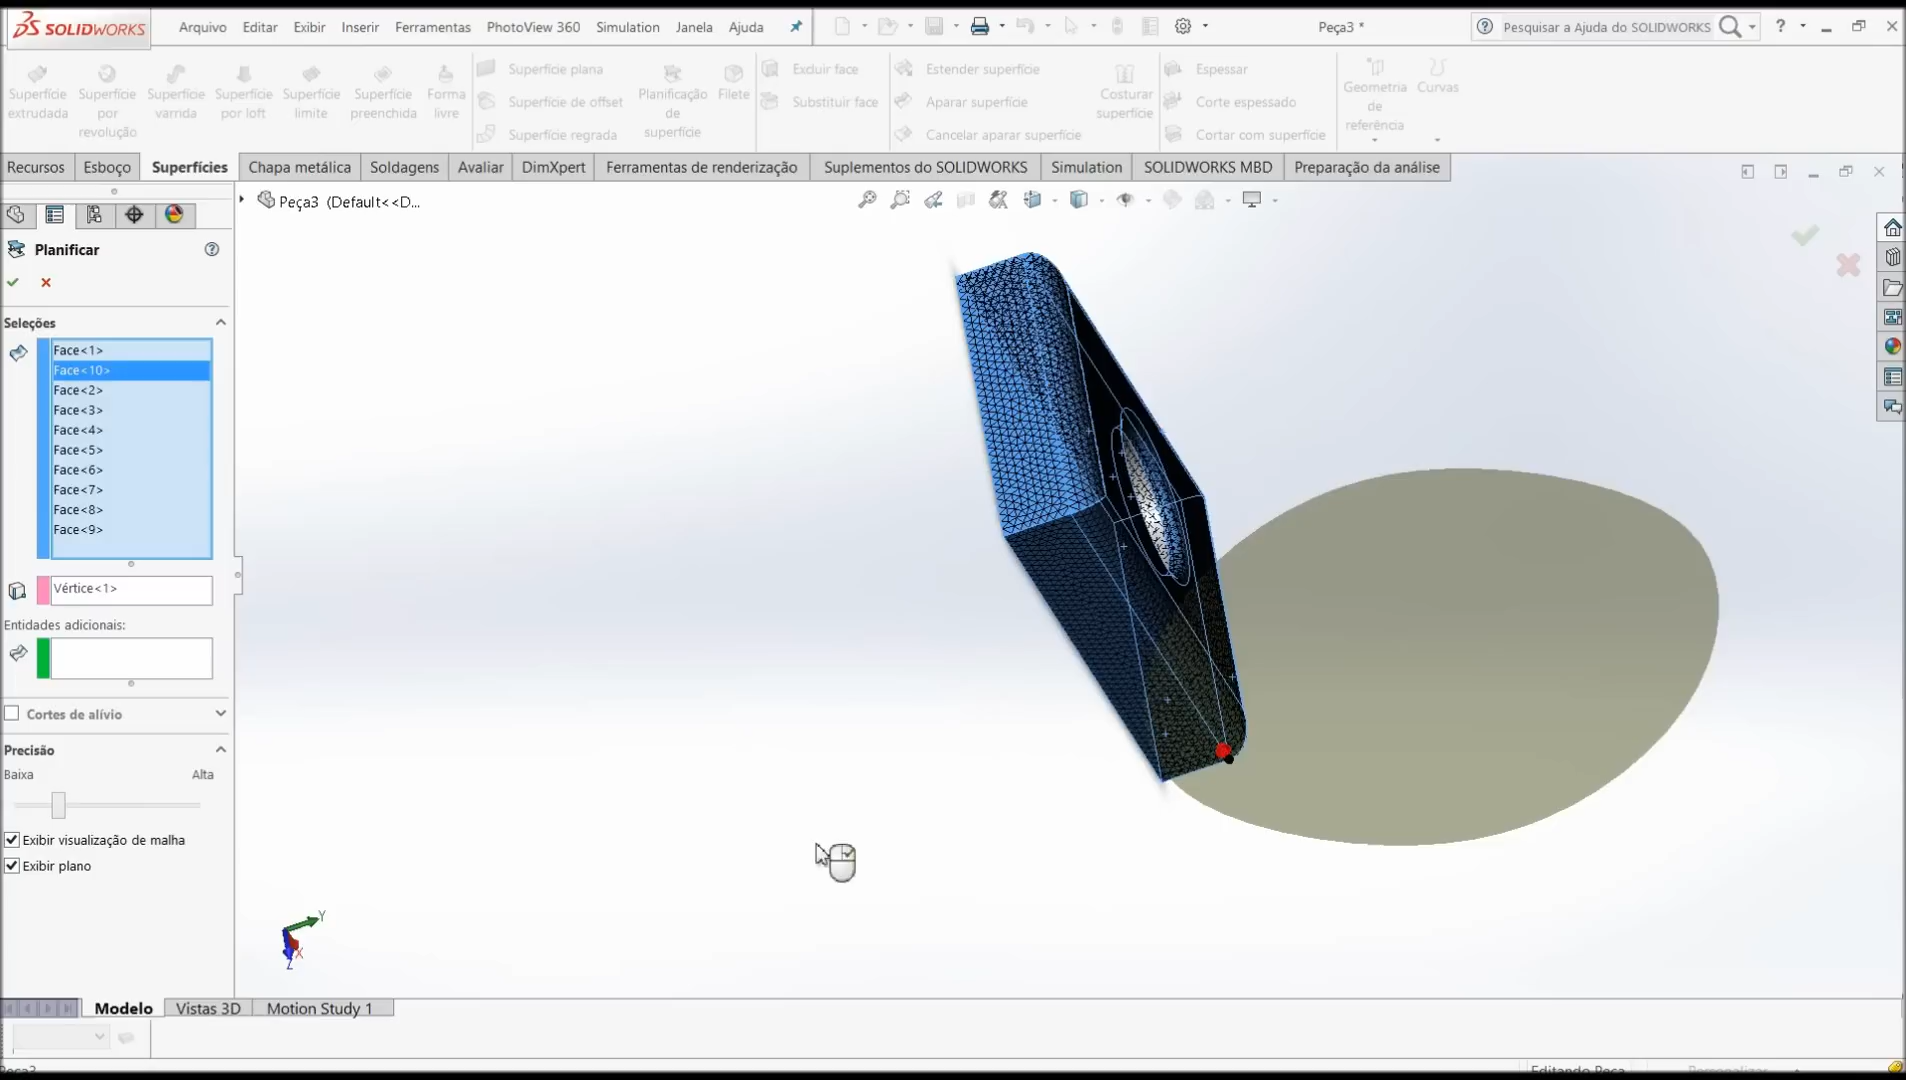 SOLIDWORKS
Arquivo Editar Exibir Inserir Ferramentas PhotoView 360 Simulation Janela Ajuda
Peça3 *
Pesquisar a Ajuda do SOLIDWORKS
?
Superfície extrudada
Superfície por revolução
Superfície varrida
Superfície por loft
Superfície limite
Superfície preenchida
Forma livre
Superfície plana
Superfície de offset
Superfície regrada
Planificação de superfície
Filete
Excluir face
Substituir face
Estender superfície
Aparar superfície
Cancelar aparar superfície
Costurar superfície
Espessar
Corte espessado
Cortar com superfície
Geometria de referência
Curvas
Recursos Esboço Superfícies Chapa metálica Soldagens Avaliar DimXpert Ferramentas de renderização Suplementos do SOLIDWORKS Simulation SOLIDWORKS MBD Preparação da análise
Peça3 (Default<<D...
Planificar
Seleções
Face<1>
Face<10>
Face<2>
Face<3>
Face<4>
Face<5>
Face<6>
Face<7>
Face<8>
Face<9>
Vértice<1>
Entidades adicionais:
Cortes de alívio
Precisão
Baixa Alta
Exibir visualização de malha
Exibir plano
Y
X
Z
Modelo Vistas 3D Motion Study 1
Peça3
Editando Peça Personalizar